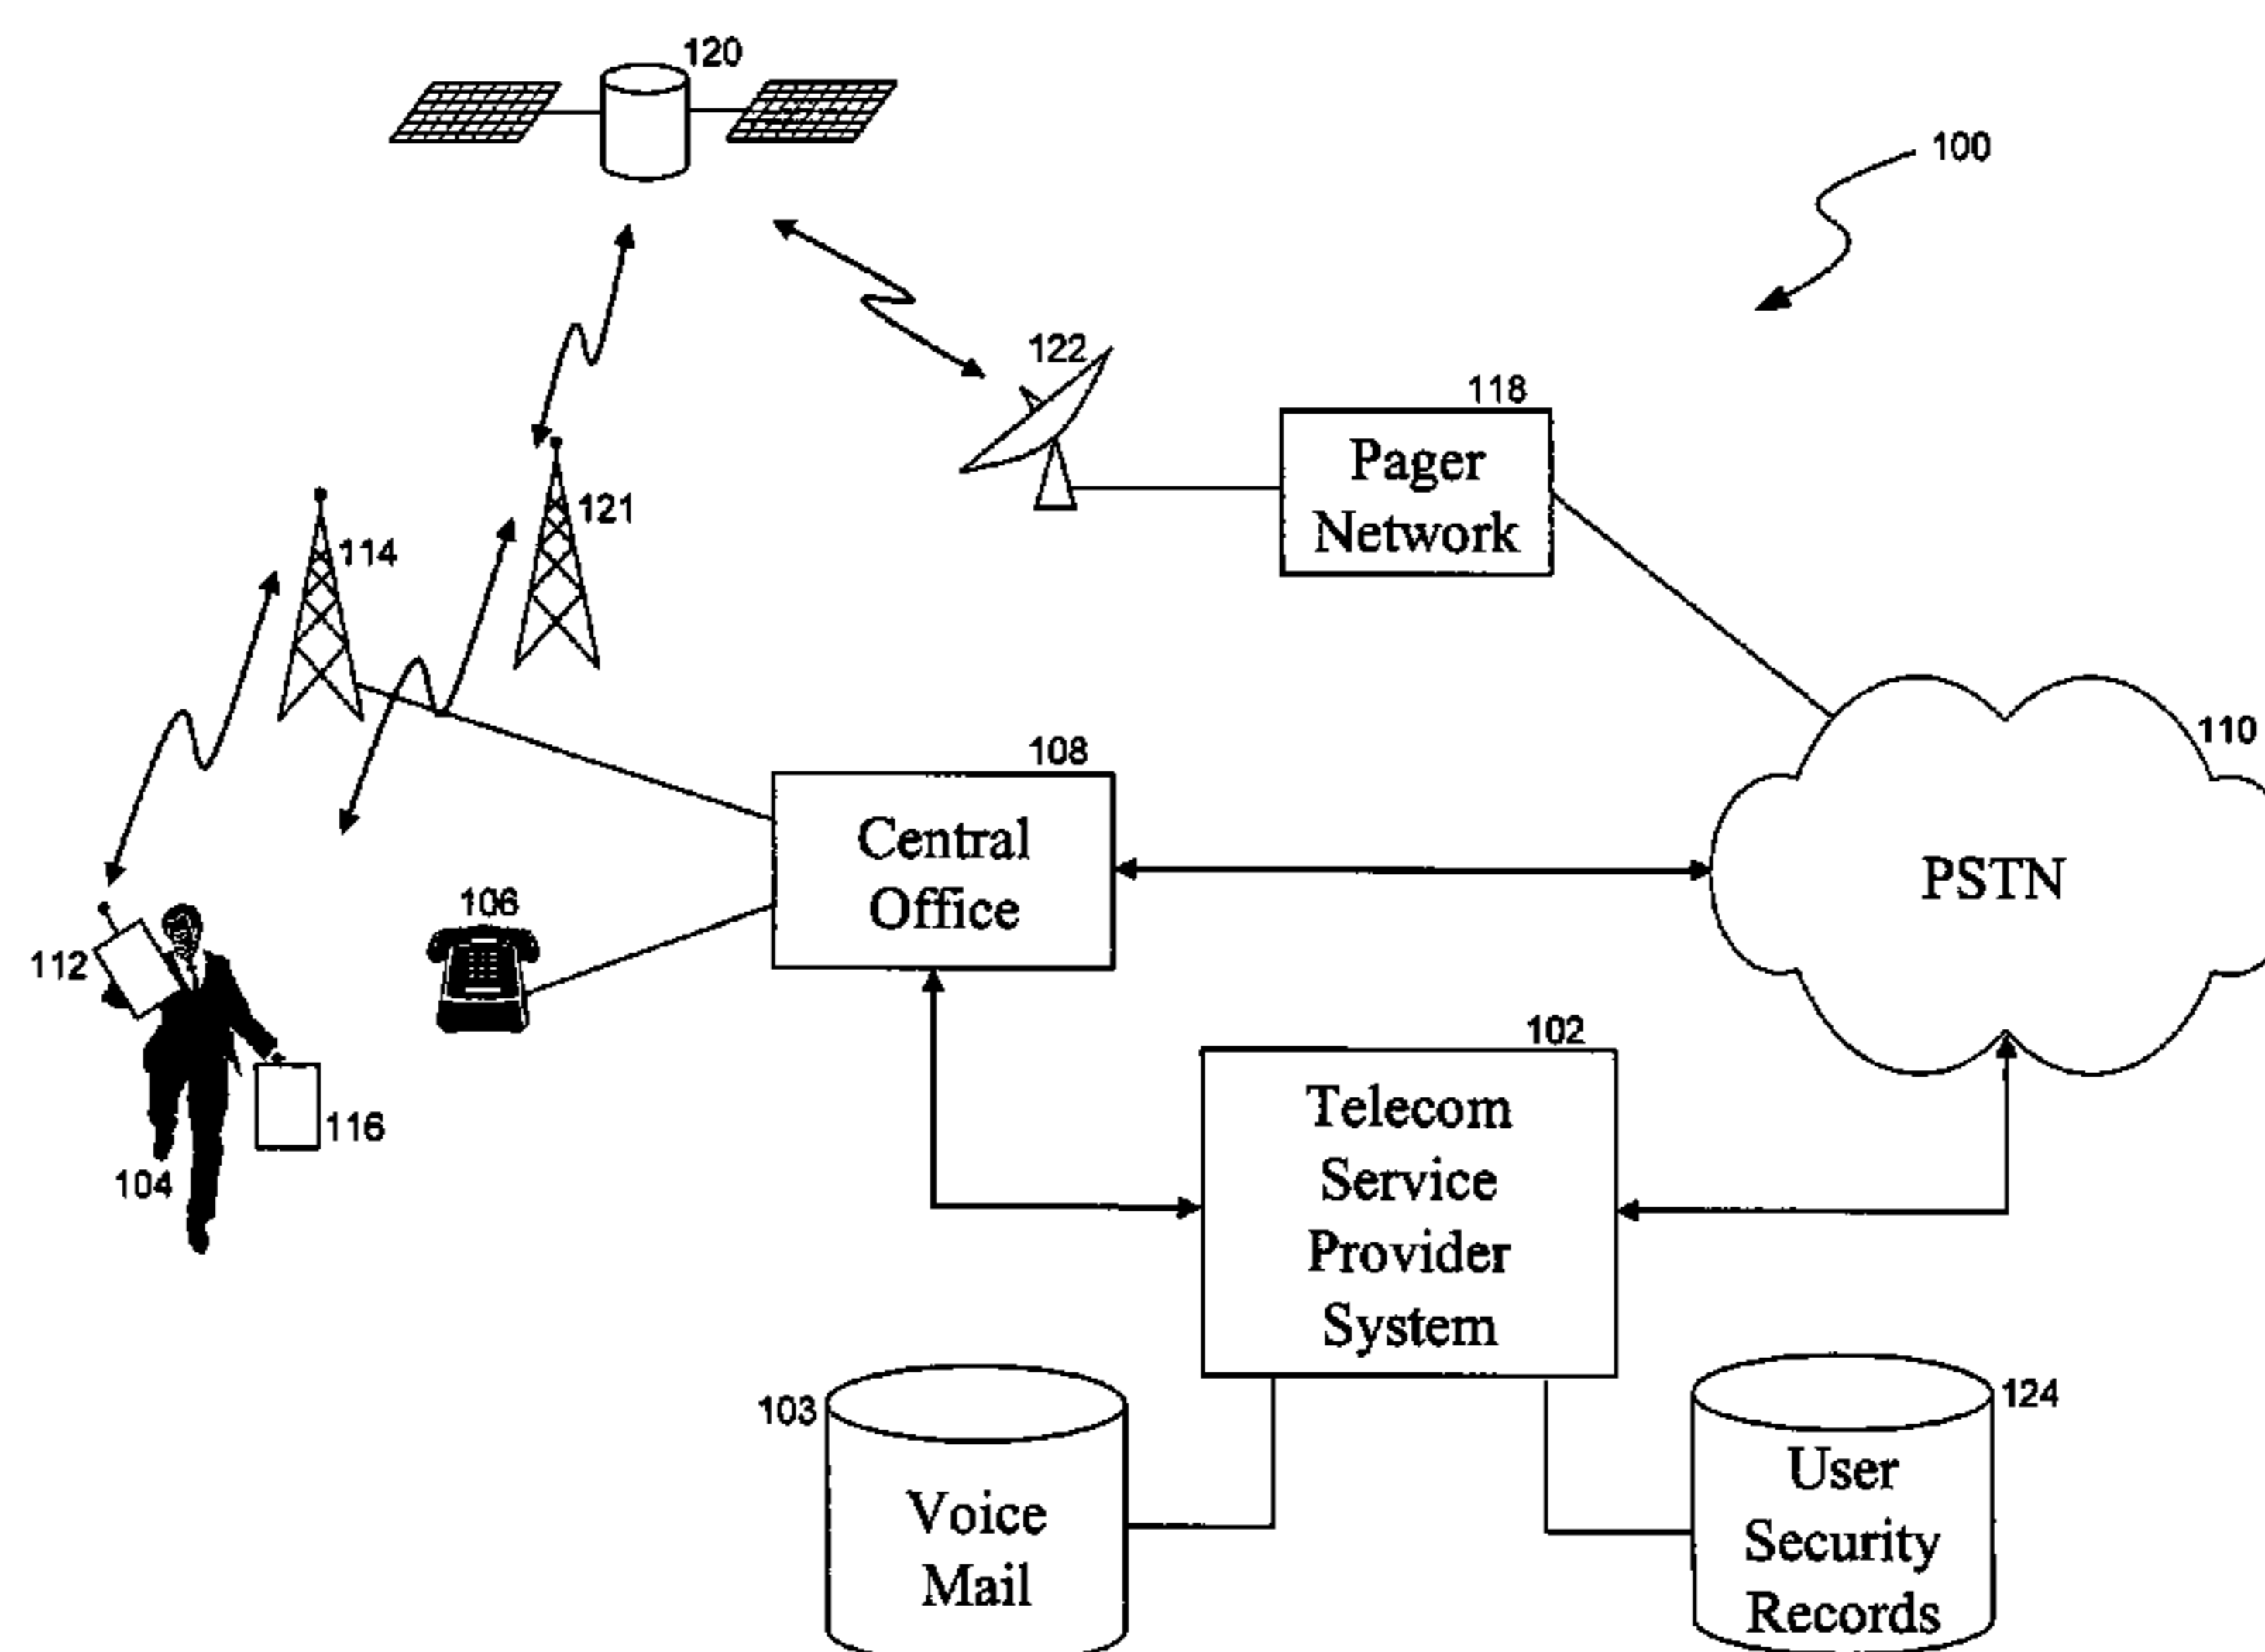 120
100
122
118
Pager
Network
121
114
110
108
Central
Office
PSTN
106
112
102
Telecom
Service
Provider
System
116
104
103
124
Voice
Mail
User
Security
Records